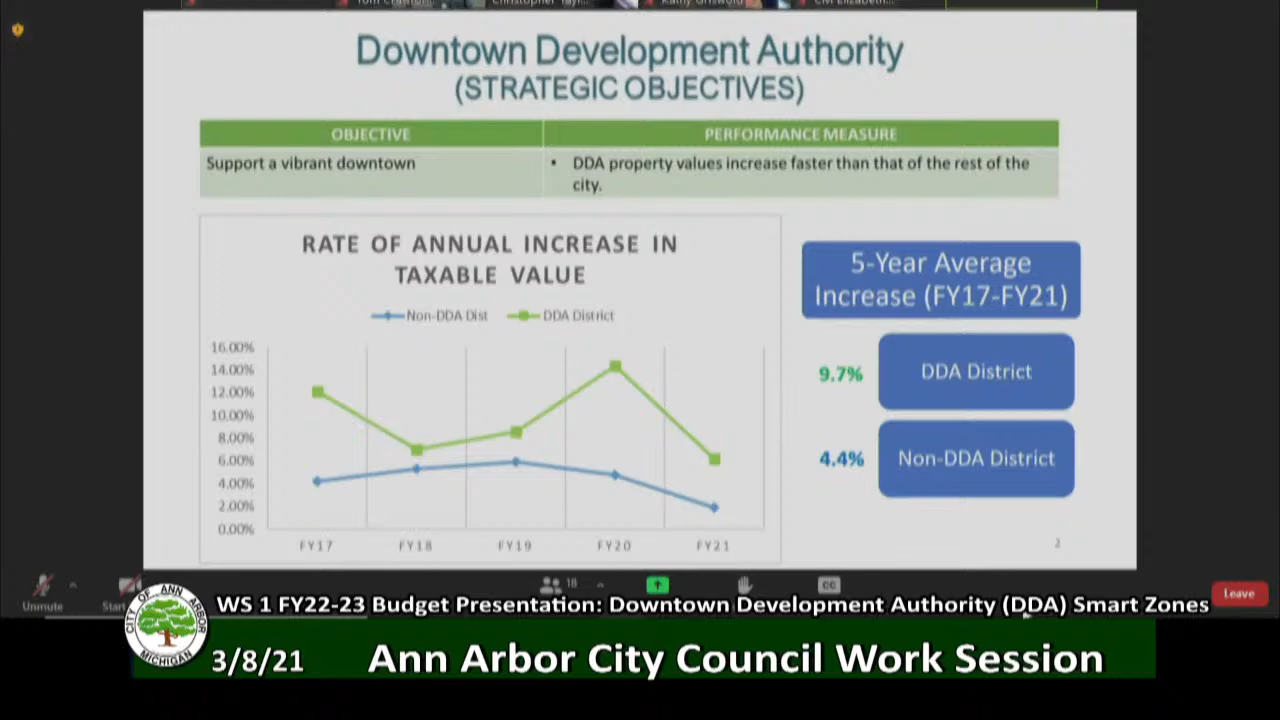 Downtown Development Authority
(STRATEGIC OBJECTIVES)
OBJECTIVE
PERFORMANCE MEASURE
Support a vibrant downtown
• DDA property values increase faster than that of the rest of the
city.
RATE OF ANNUAL INCREASE IN
TAXABLE VALUE
Non-DDA Dist
DDA District
16.00%
14.00%
12.00%
10.00%
8.00%
6.00%
4.00%
2.00%
0.00%
FY17
FY18
FY19
FY20
FY21
5-Year Average
Increase (FY17-FY21)
9.7%
DDA District
4.4%
Non-DDA District
2
Unmute
Start
18
CC
Leave
CITY OF ANN ARBOR
MICHIGAN
WS 1 FY22-23 Budget Presentation: Downtown Development Authority (DDA) Smart Zones
3/8/21
Ann Arbor City Council Work Session